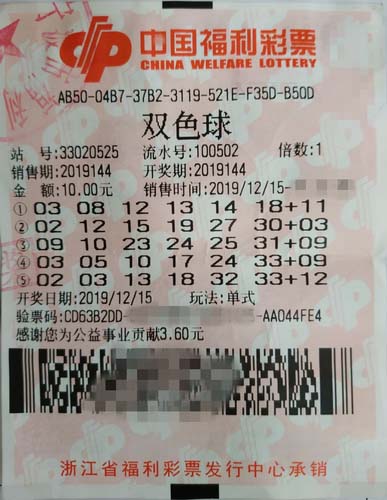 中国福利彩票
CHINA WELFARE LOTTERY
AB50-04B7-37B2-3119-521E-F35D-B50D
双色球
站 号:33020525 流水号:100502 倍数:1
销售期:2019144 开奖期:2019144
金 额:10.00元 销售时间:2019/12/15-
① 03 08 12 13 14 18+11
② 02 12 15 19 27 30+03
③ 09 10 23 24 25 31+09
④ 03 05 10 17 24 33+09
⑤ 02 03 13 18 32 33+12
开奖日期:2019/12/15 玩法:单式
验票码:CD63B2DD- -AA044FE4
感谢您为公益事业贡献3.60元
浙江省福利彩票发行中心承销